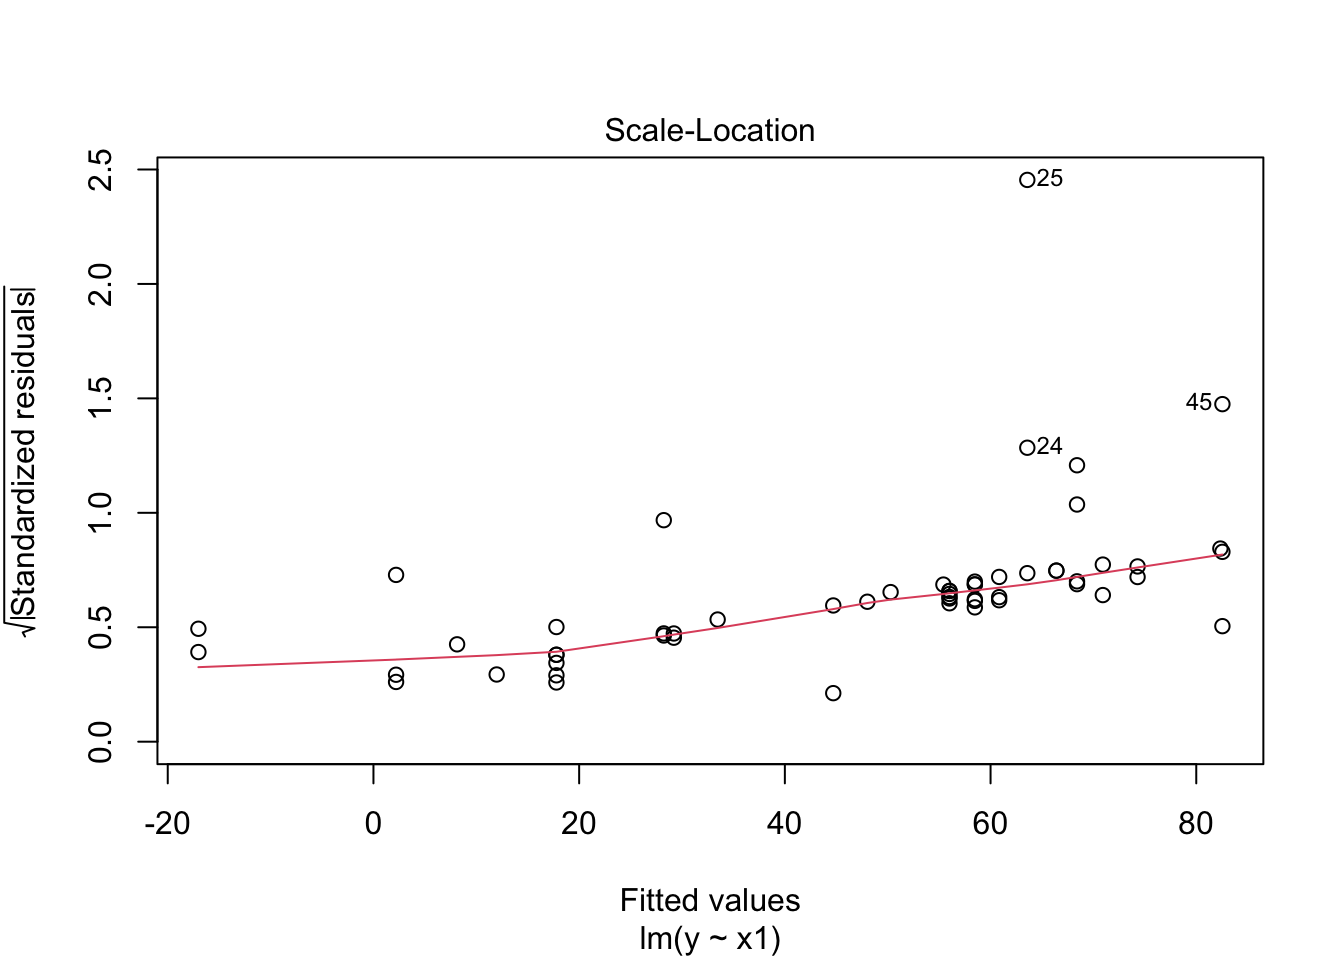 Scale-Location
√|Standardized residuals|
2.5
2.0
1.5
1.0
0.5
0.0
25
45
24
-20 0 20 40 60 80
Fitted values
lm(y ~ x1)